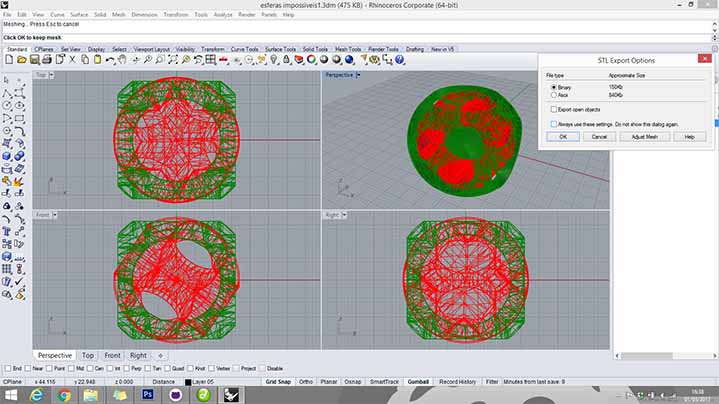 esferas impossiveis1.3dm (475 KB) - Rhinoceros Corporate (64-bit)
File Edit View Curve Surface Solid Mesh Dimension Transform Tools Analyze Render Panels Help
Meshing... Press Esc to cancel
Click OK to keep mesh:
Standard CPlanes Set View Display Select Viewport Layout Visibility Transform Curve Tools Surface Tools Solid Tools Mesh Tools Render Tools Drafting New in V5
STL Export Options
File type Approximate Size
Binary 150Kb
Ascii 840Kb
Export open objects
Always use these settings. Do not show this dialog again.
OK Cancel Adjust Mesh Help
Top
Perspective
Front
Right
Perspective Top Front Right
End Near Point Mid Cen Int Perp Tan Quad Knot Vertex Project Disable
CPlane x 44.116 y 22.948 z 0.000 Distance Layer 05 Grid Snap Ortho Planar Osnap SmartTrack Gumball Record History Filter Minutes from last save: 9
Ps
16:38
01/03/2017